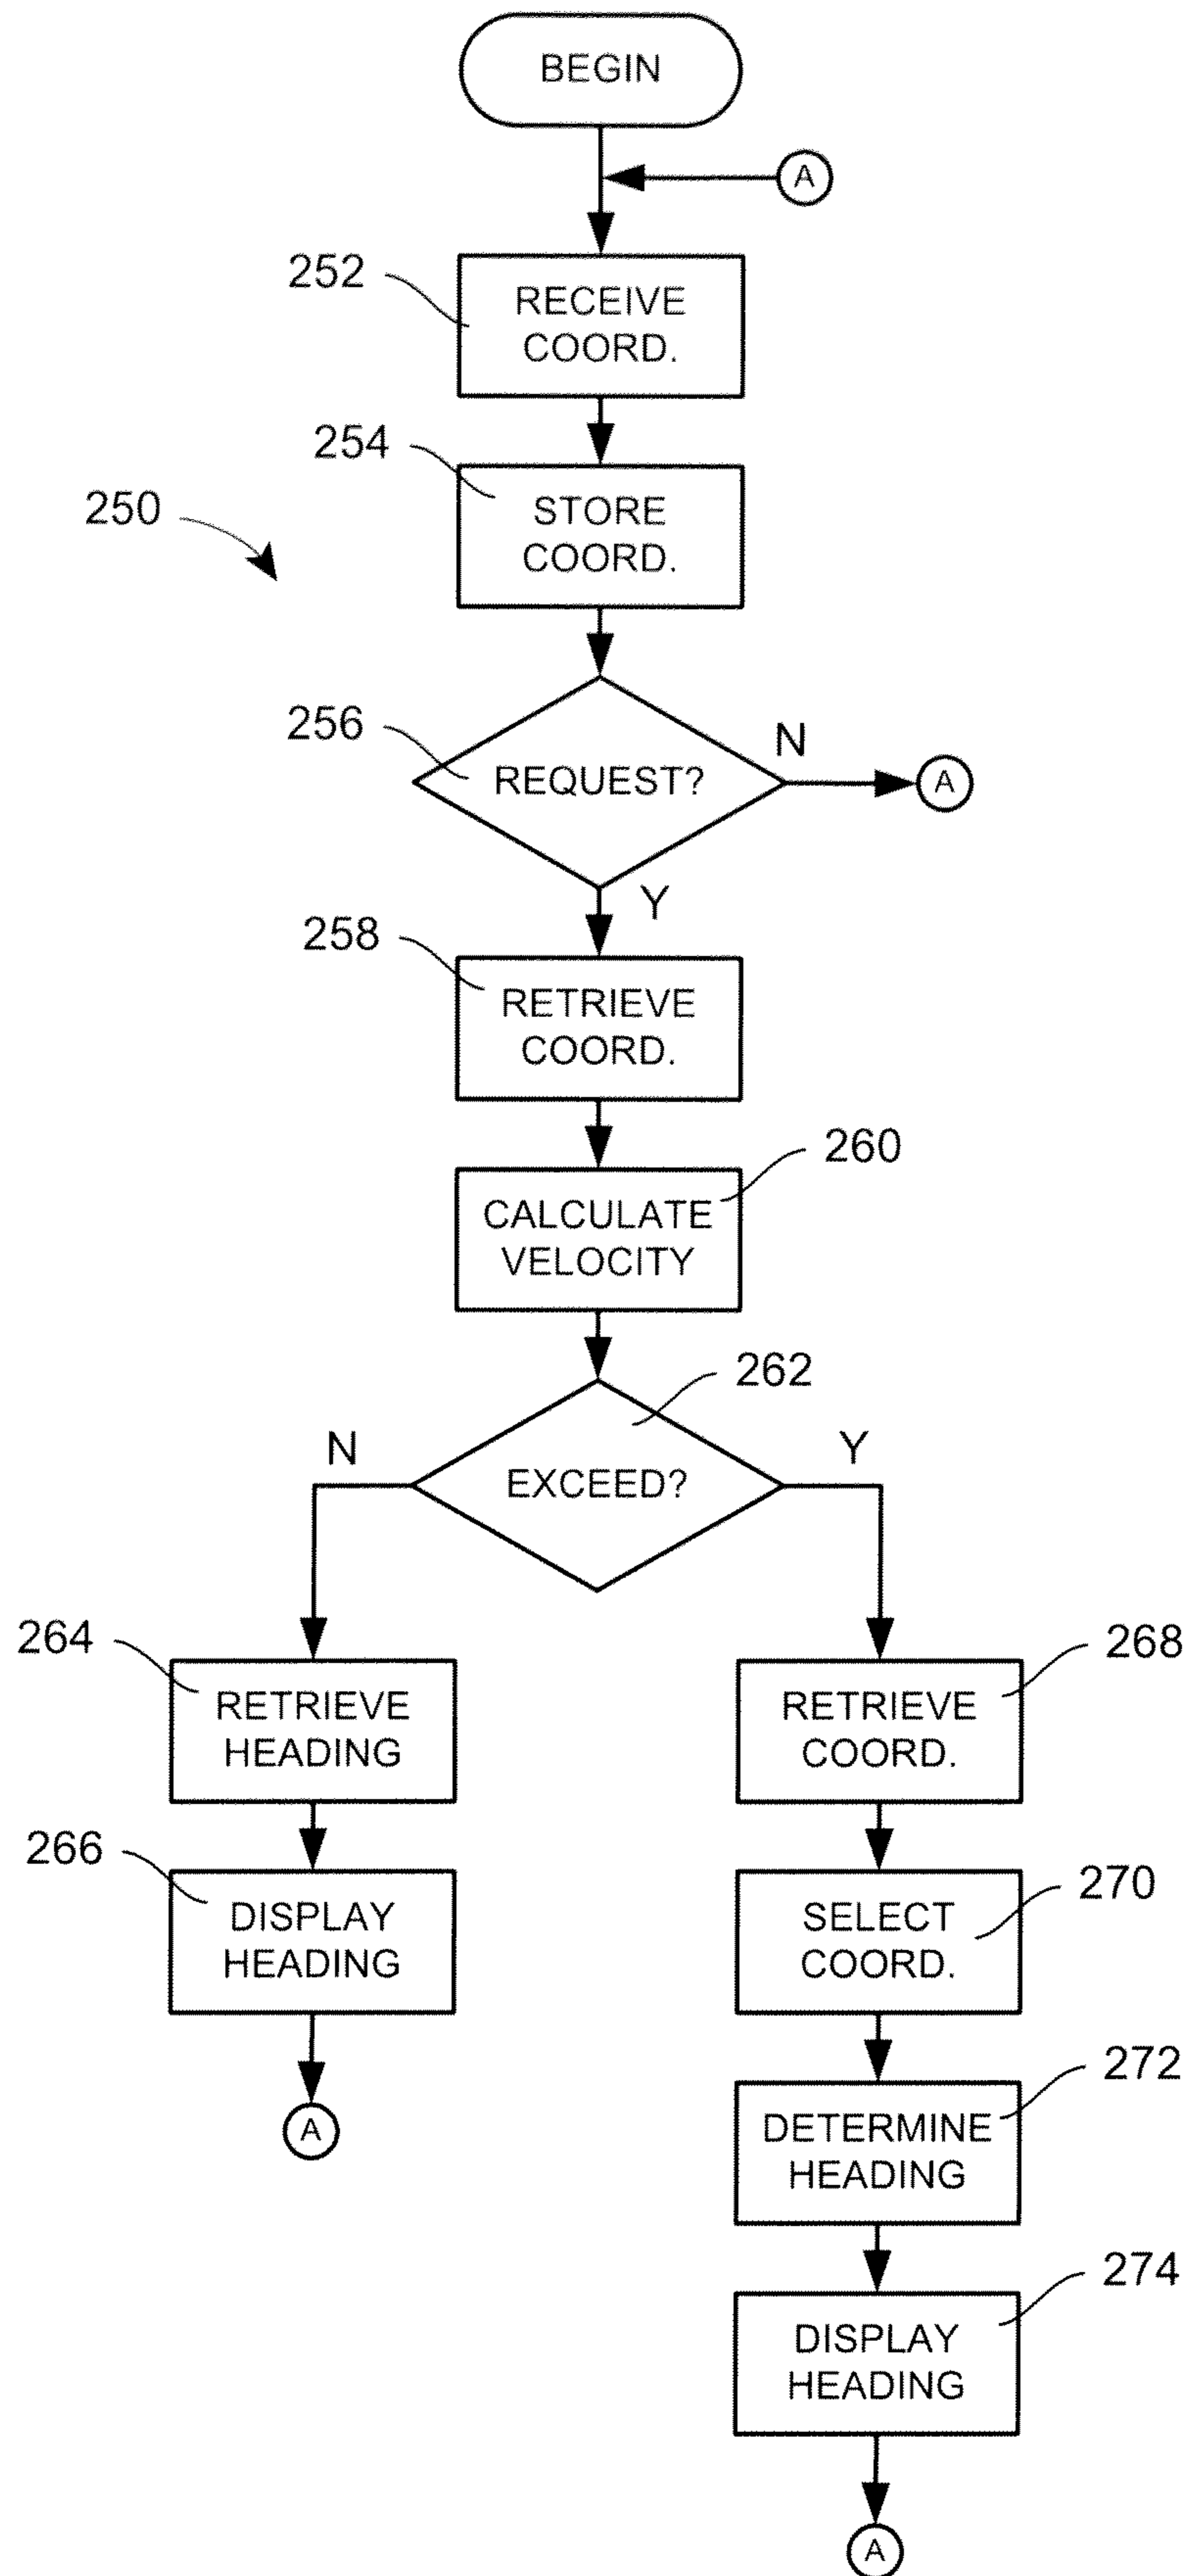 BEGIN
A
252
RECEIVE
COORD.
254
STORE
COORD.
250
256
REQUEST?
N
A
Y
258
RETRIEVE
COORD.
260
CALCULATE
VELOCITY
262
N
EXCEED?
Y
264
RETRIEVE
HEADING
268
RETRIEVE
COORD.
266
DISPLAY
HEADING
270
SELECT
COORD.
A
272
DETERMINE
HEADING
274
DISPLAY
HEADING
A